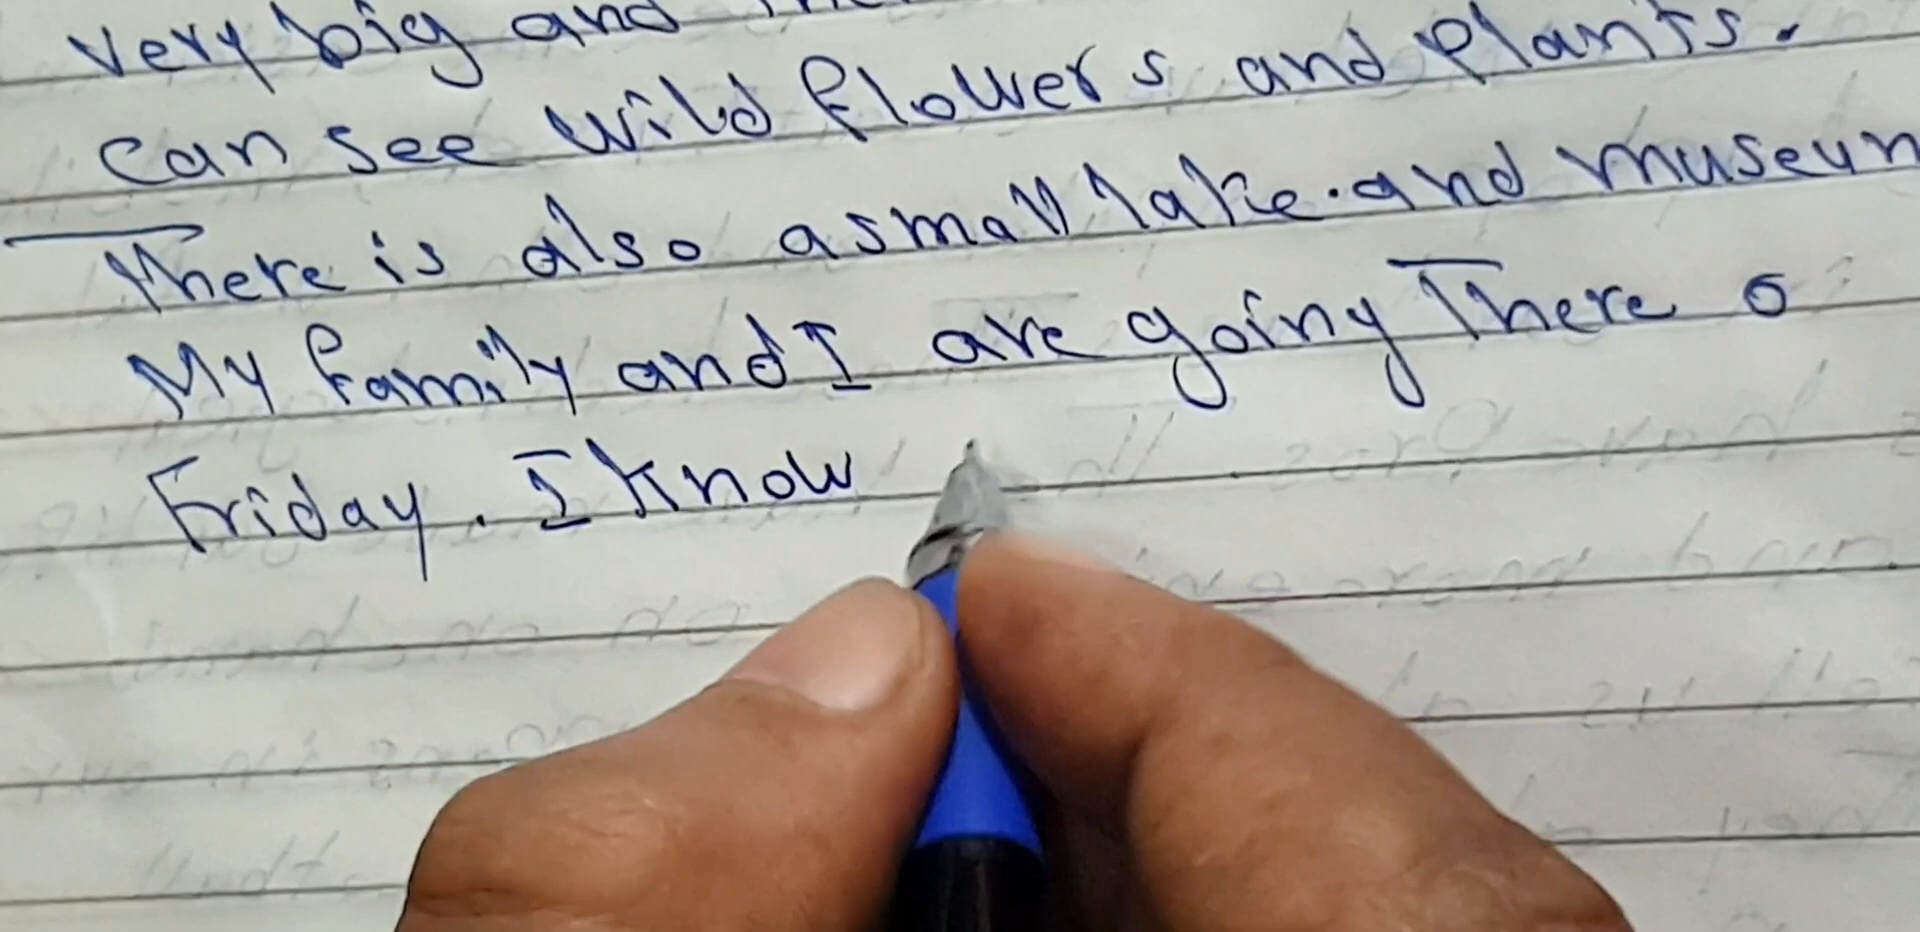 very big and
can see wild flowers and plants.
There is also a small lake. and museum
My family and I are going There o
Friday. I know